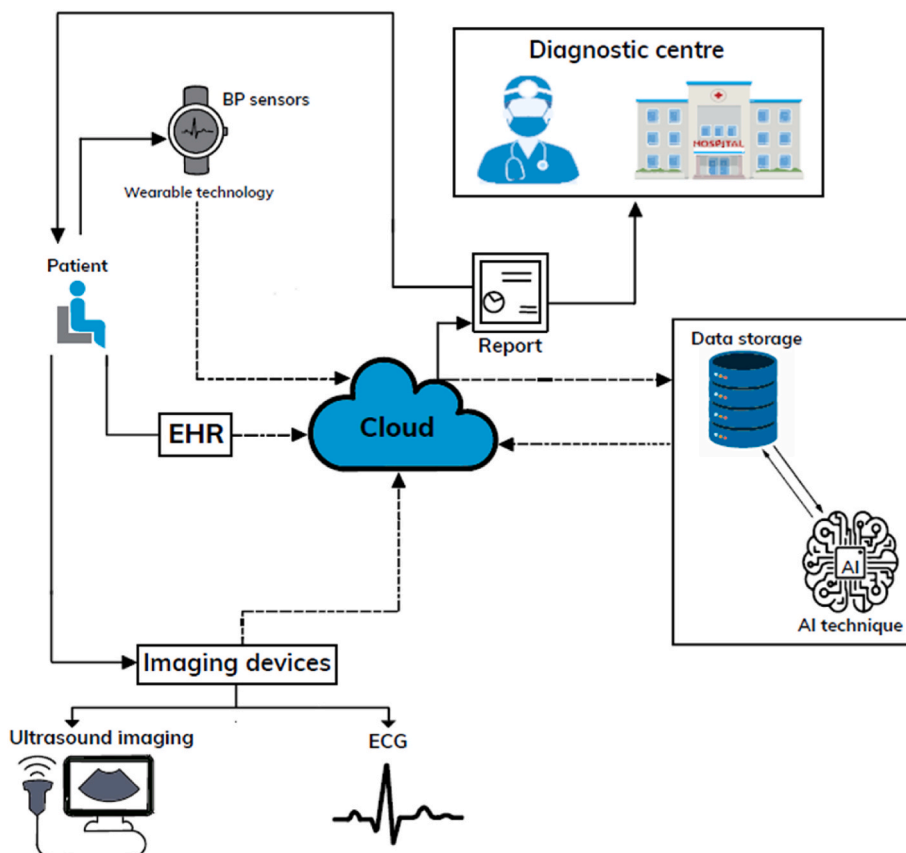 Diagnostic centre
HOSPITAL
BP sensors
Wearable technology
Patient
Report
Data storage
Cloud
EHR
AI
AI technique
Imaging devices
Ultrasound imaging
ECG